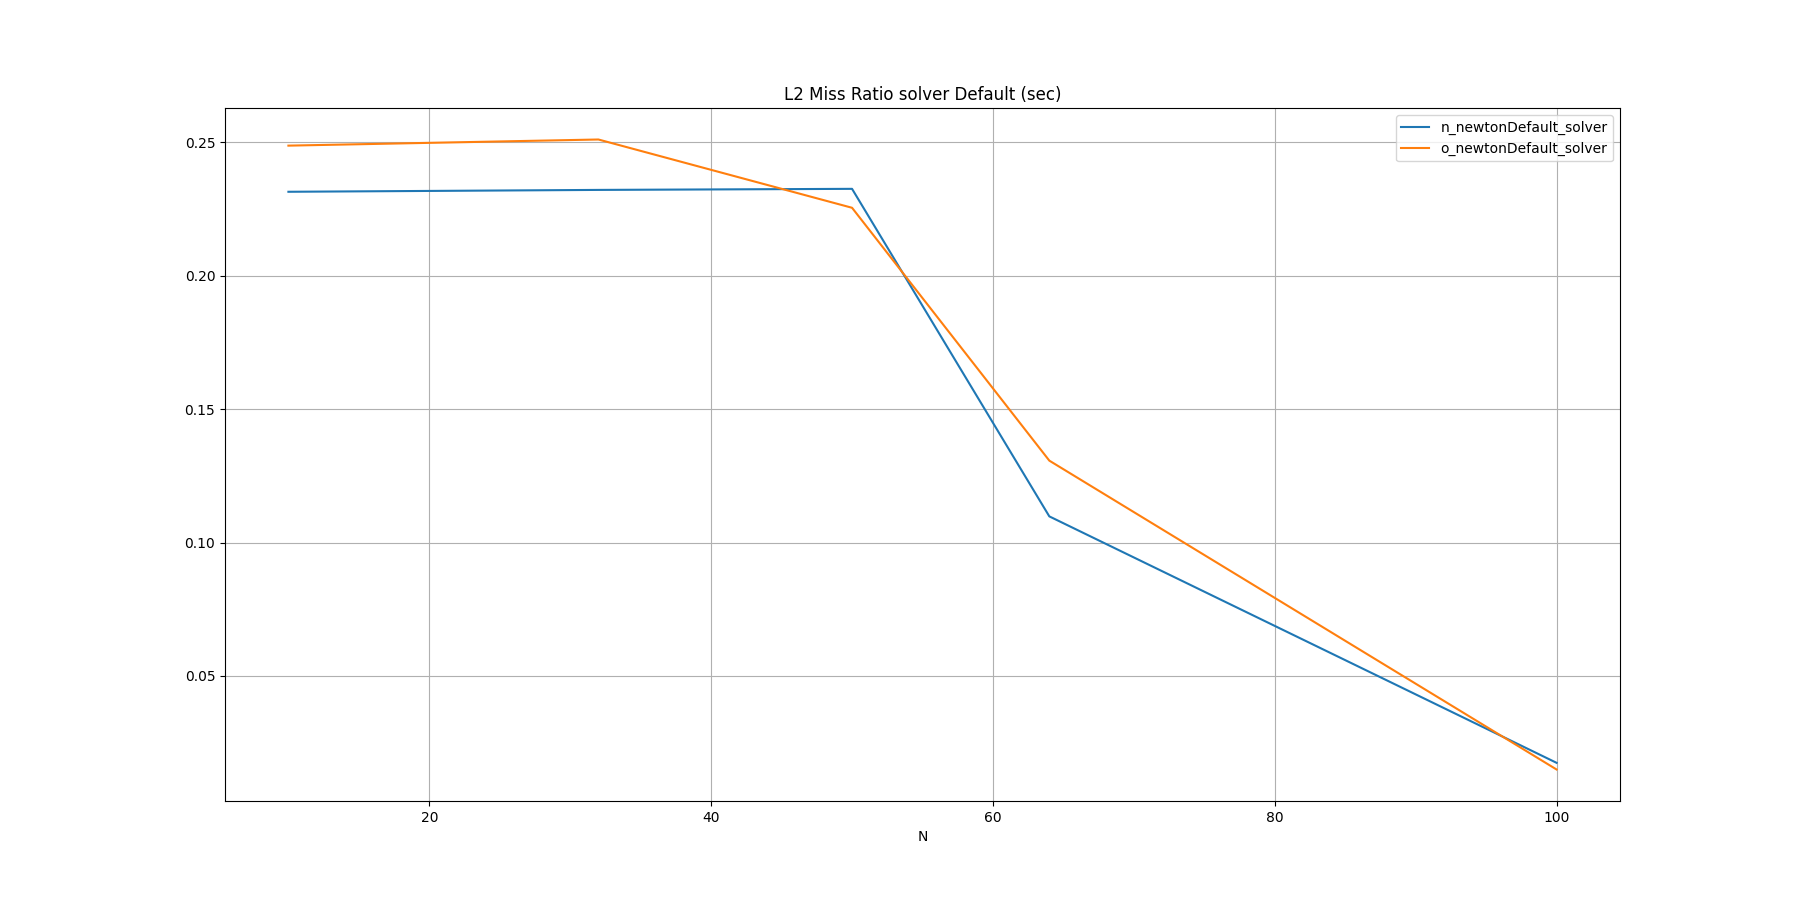 L2 Miss Ratio solver Default (sec)
n_newtonDefault_solver
o_newtonDefault_solver
0.25
0.20
0.15
0.10
0.05
20 40 60 80 100
N